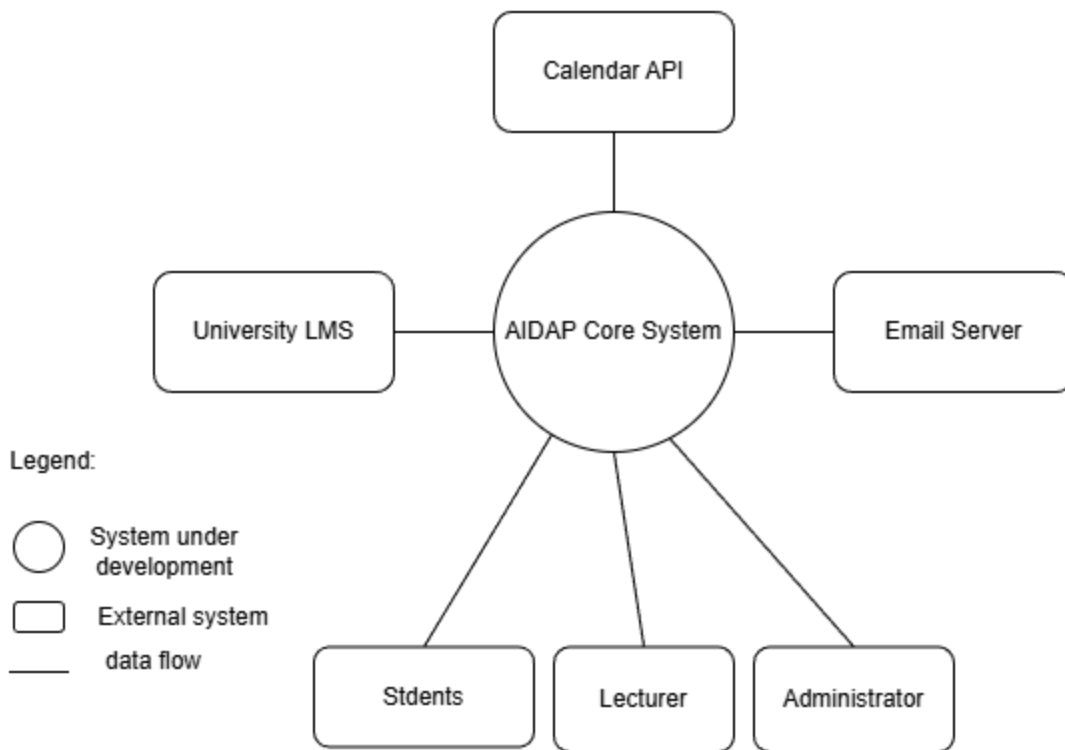 Calendar API
University LMS
AIDAP Core System
Email Server
Legend:
System under
development
External system
data flow
Stdents
Lecturer
Administrator